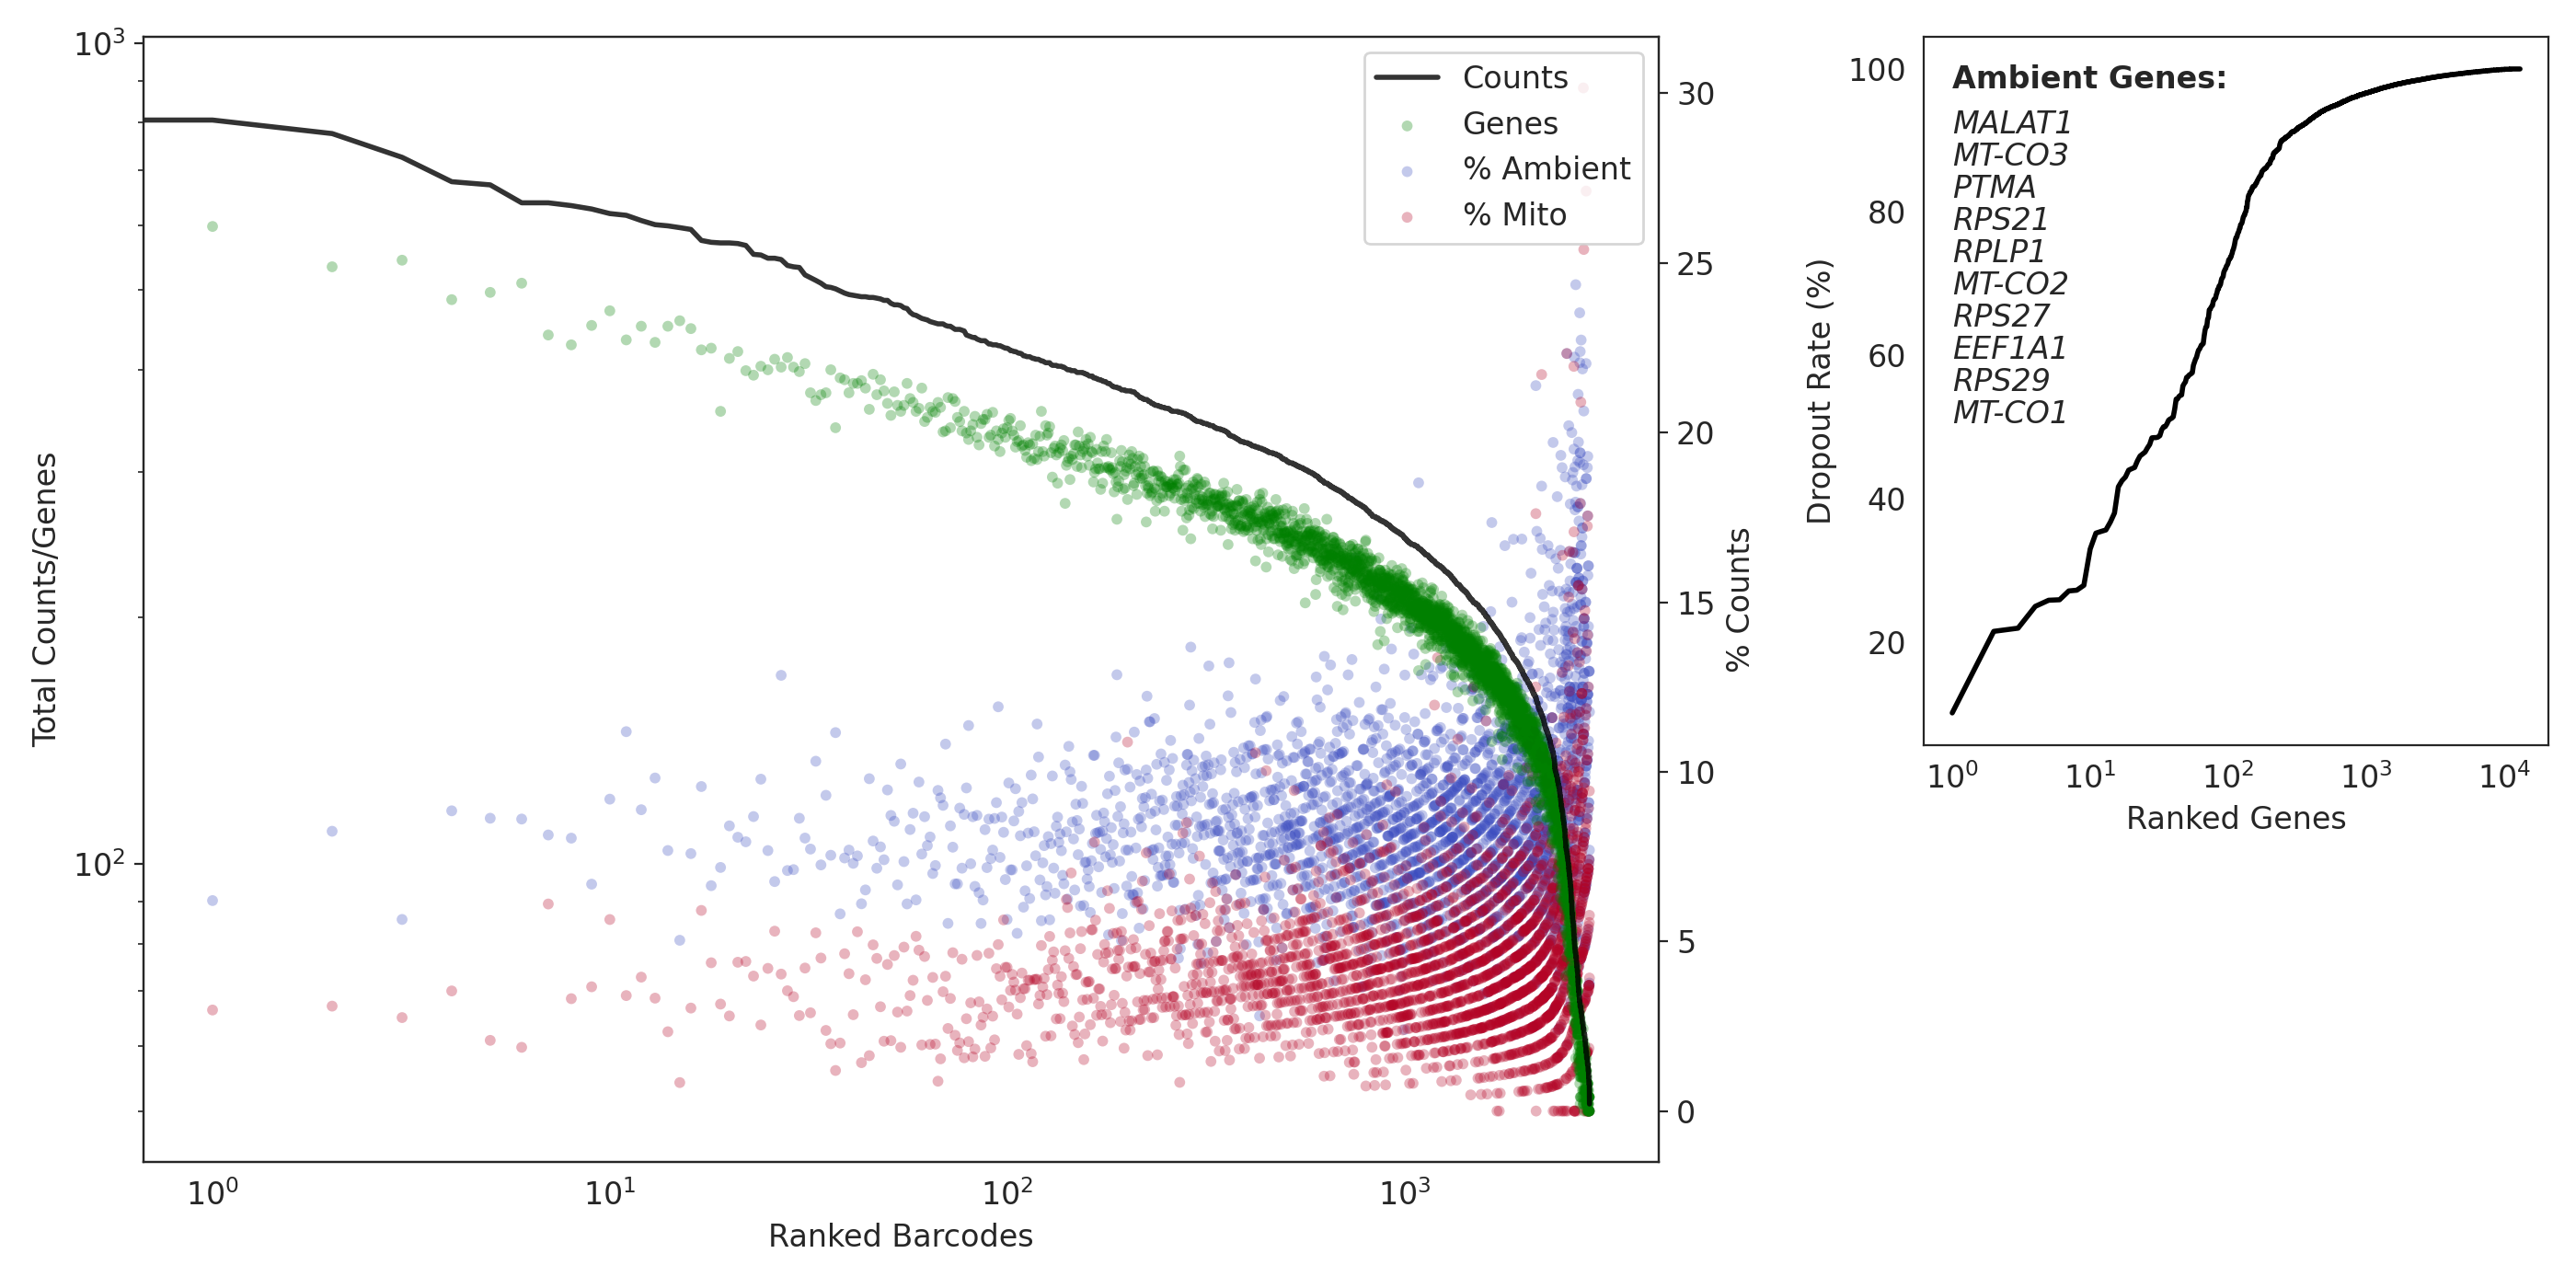 10³
10²
Total Counts/Genes
10⁰
10¹
10²
10³
Ranked Barcodes
Counts
Genes
% Ambient
% Mito
30
25
20
15
10
5
0
% Counts
100
80
60
40
20
Dropout Rate (%)
Ambient Genes:
MALAT1
MT-CO3
PTMA
RPS21
RPLP1
MT-CO2
RPS27
EEF1A1
RPS29
MT-CO1
10⁰
10¹
10²
10³
10⁴
Ranked Genes